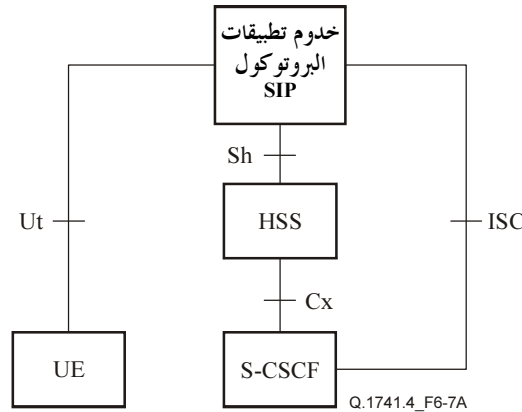 خدوم تطبيقات
البروتوكول
SIP
Sh
Ut
HSS
ISC
Cx
UE
S-CSCF
Q.1741.4_F6-7A